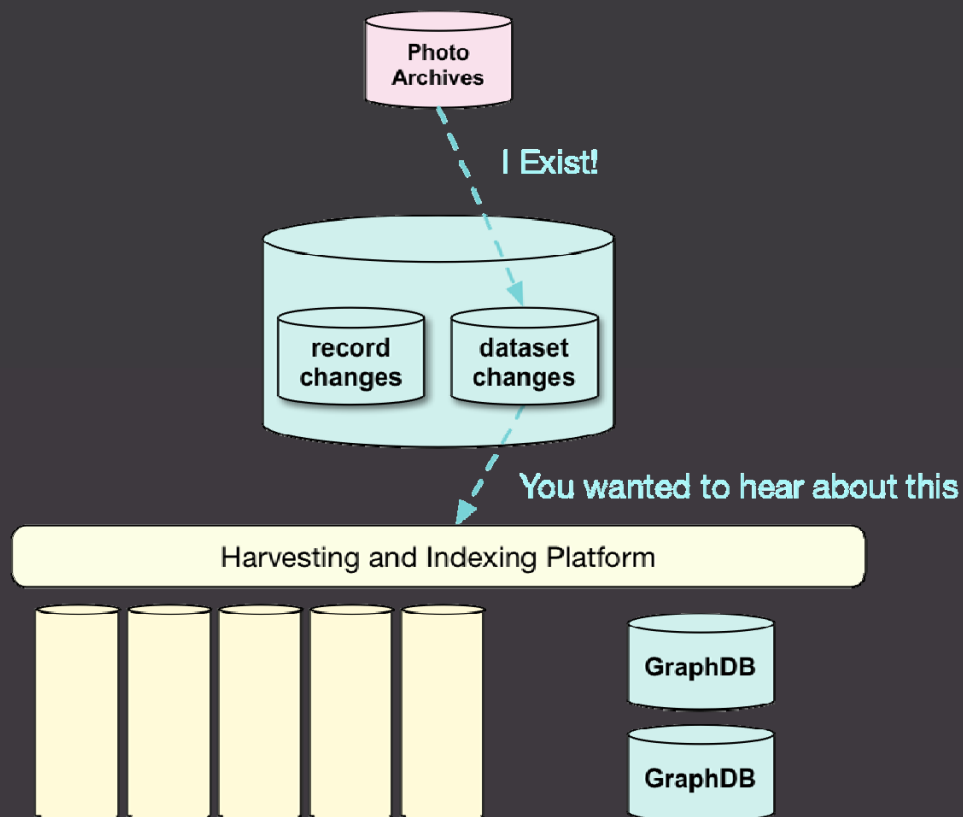 Photo
Archives
I Exist!
record
changes
dataset
changes
You wanted to hear about this
Harvesting and Indexing Platform
GraphDB
GraphDB